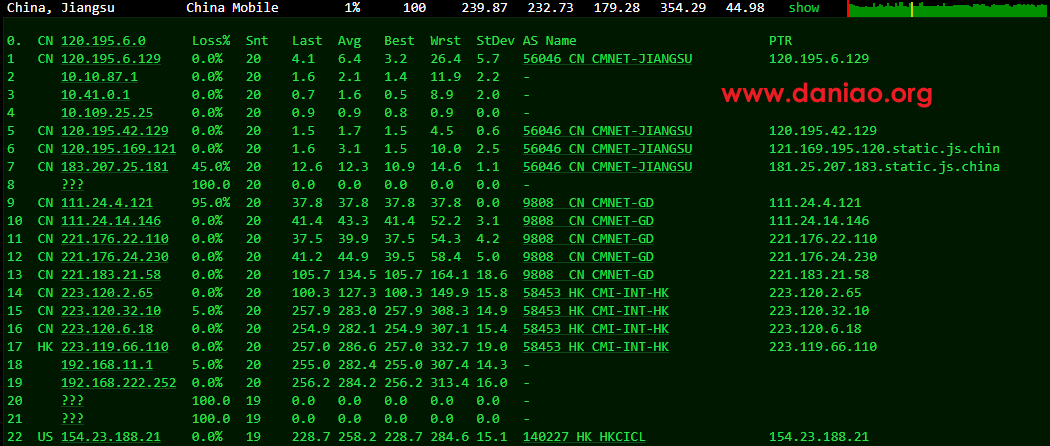 China, Jiangsu China Mobile 1% 100 239.87 232.73 179.28 354.29 44.98 show
0. CN 120.195.6.0 Loss% Snt Last Avg Best Wrst StDev AS Name PTR
1 CN 120.195.6.129 0.0% 20 4.1 6.4 3.2 26.4 5.7 56046 CN CMNET-JIANGSU 120.195.6.129
2 10.10.87.1 0.0% 20 1.6 2.1 1.4 11.9 2.2 -
www.daniao.org
3 10.41.0.1 0.0% 20 0.7 1.6 0.5 8.9 2.0 -
4 10.109.25.25 0.0% 20 0.9 0.9 0.8 0.9 0.0 -
5 CN 120.195.42.129 0.0% 20 1.5 1.7 1.5 4.5 0.6 56046 CN CMNET-JIANGSU 120.195.42.129
6 CN 120.195.169.121 0.0% 20 1.6 3.1 1.5 10.0 2.5 56046 CN CMNET-JIANGSU 121.169.195.120.static.js.chin
7 CN 183.207.25.181 45.0% 20 12.6 12.3 10.9 14.6 1.1 56046 CN CMNET-JIANGSU 181.25.207.183.static.js.china
8 ??? 100.0 20 0.0 0.0 0.0 0.0 0.0 -
9 CN 111.24.4.121 95.0% 20 37.8 37.8 37.8 37.8 0.0 9808 CN CMNET-GD 111.24.4.121
10 CN 111.24.14.146 0.0% 20 41.4 43.3 41.4 52.2 3.1 9808 CN CMNET-GD 111.24.14.146
11 CN 221.176.22.110 0.0% 20 37.5 39.9 37.5 54.3 4.2 9808 CN CMNET-GD 221.176.22.110
12 CN 221.176.24.230 0.0% 20 41.2 44.9 39.5 58.4 5.0 9808 CN CMNET-GD 221.176.24.230
13 CN 221.183.21.58 0.0% 20 105.7 134.5 105.7 164.1 18.6 9808 CN CMNET-GD 221.183.21.58
14 CN 223.120.2.65 0.0% 20 100.3 127.3 100.3 149.9 15.8 58453 HK CMI-INT-HK 223.120.2.65
15 CN 223.120.32.10 5.0% 20 257.9 283.0 257.9 308.3 14.9 58453 HK CMI-INT-HK 223.120.32.10
16 CN 223.120.6.18 0.0% 20 254.9 282.1 254.9 307.1 15.4 58453 HK CMI-INT-HK 223.120.6.18
17 HK 223.119.66.110 0.0% 20 257.0 286.6 257.0 332.7 19.0 58453 HK CMI-INT-HK 223.119.66.110
18 192.168.11.1 5.0% 20 255.0 282.4 255.0 307.4 14.3 -
19 192.168.222.252 0.0% 20 256.2 284.2 256.2 313.4 16.0 -
20 ??? 100.0 19 0.0 0.0 0.0 0.0 0.0 -
21 ??? 100.0 19 0.0 0.0 0.0 0.0 0.0 -
22 US 154.23.188.21 0.0% 19 228.7 258.2 228.7 284.6 15.1 140227 HK HKCICL 154.23.188.21